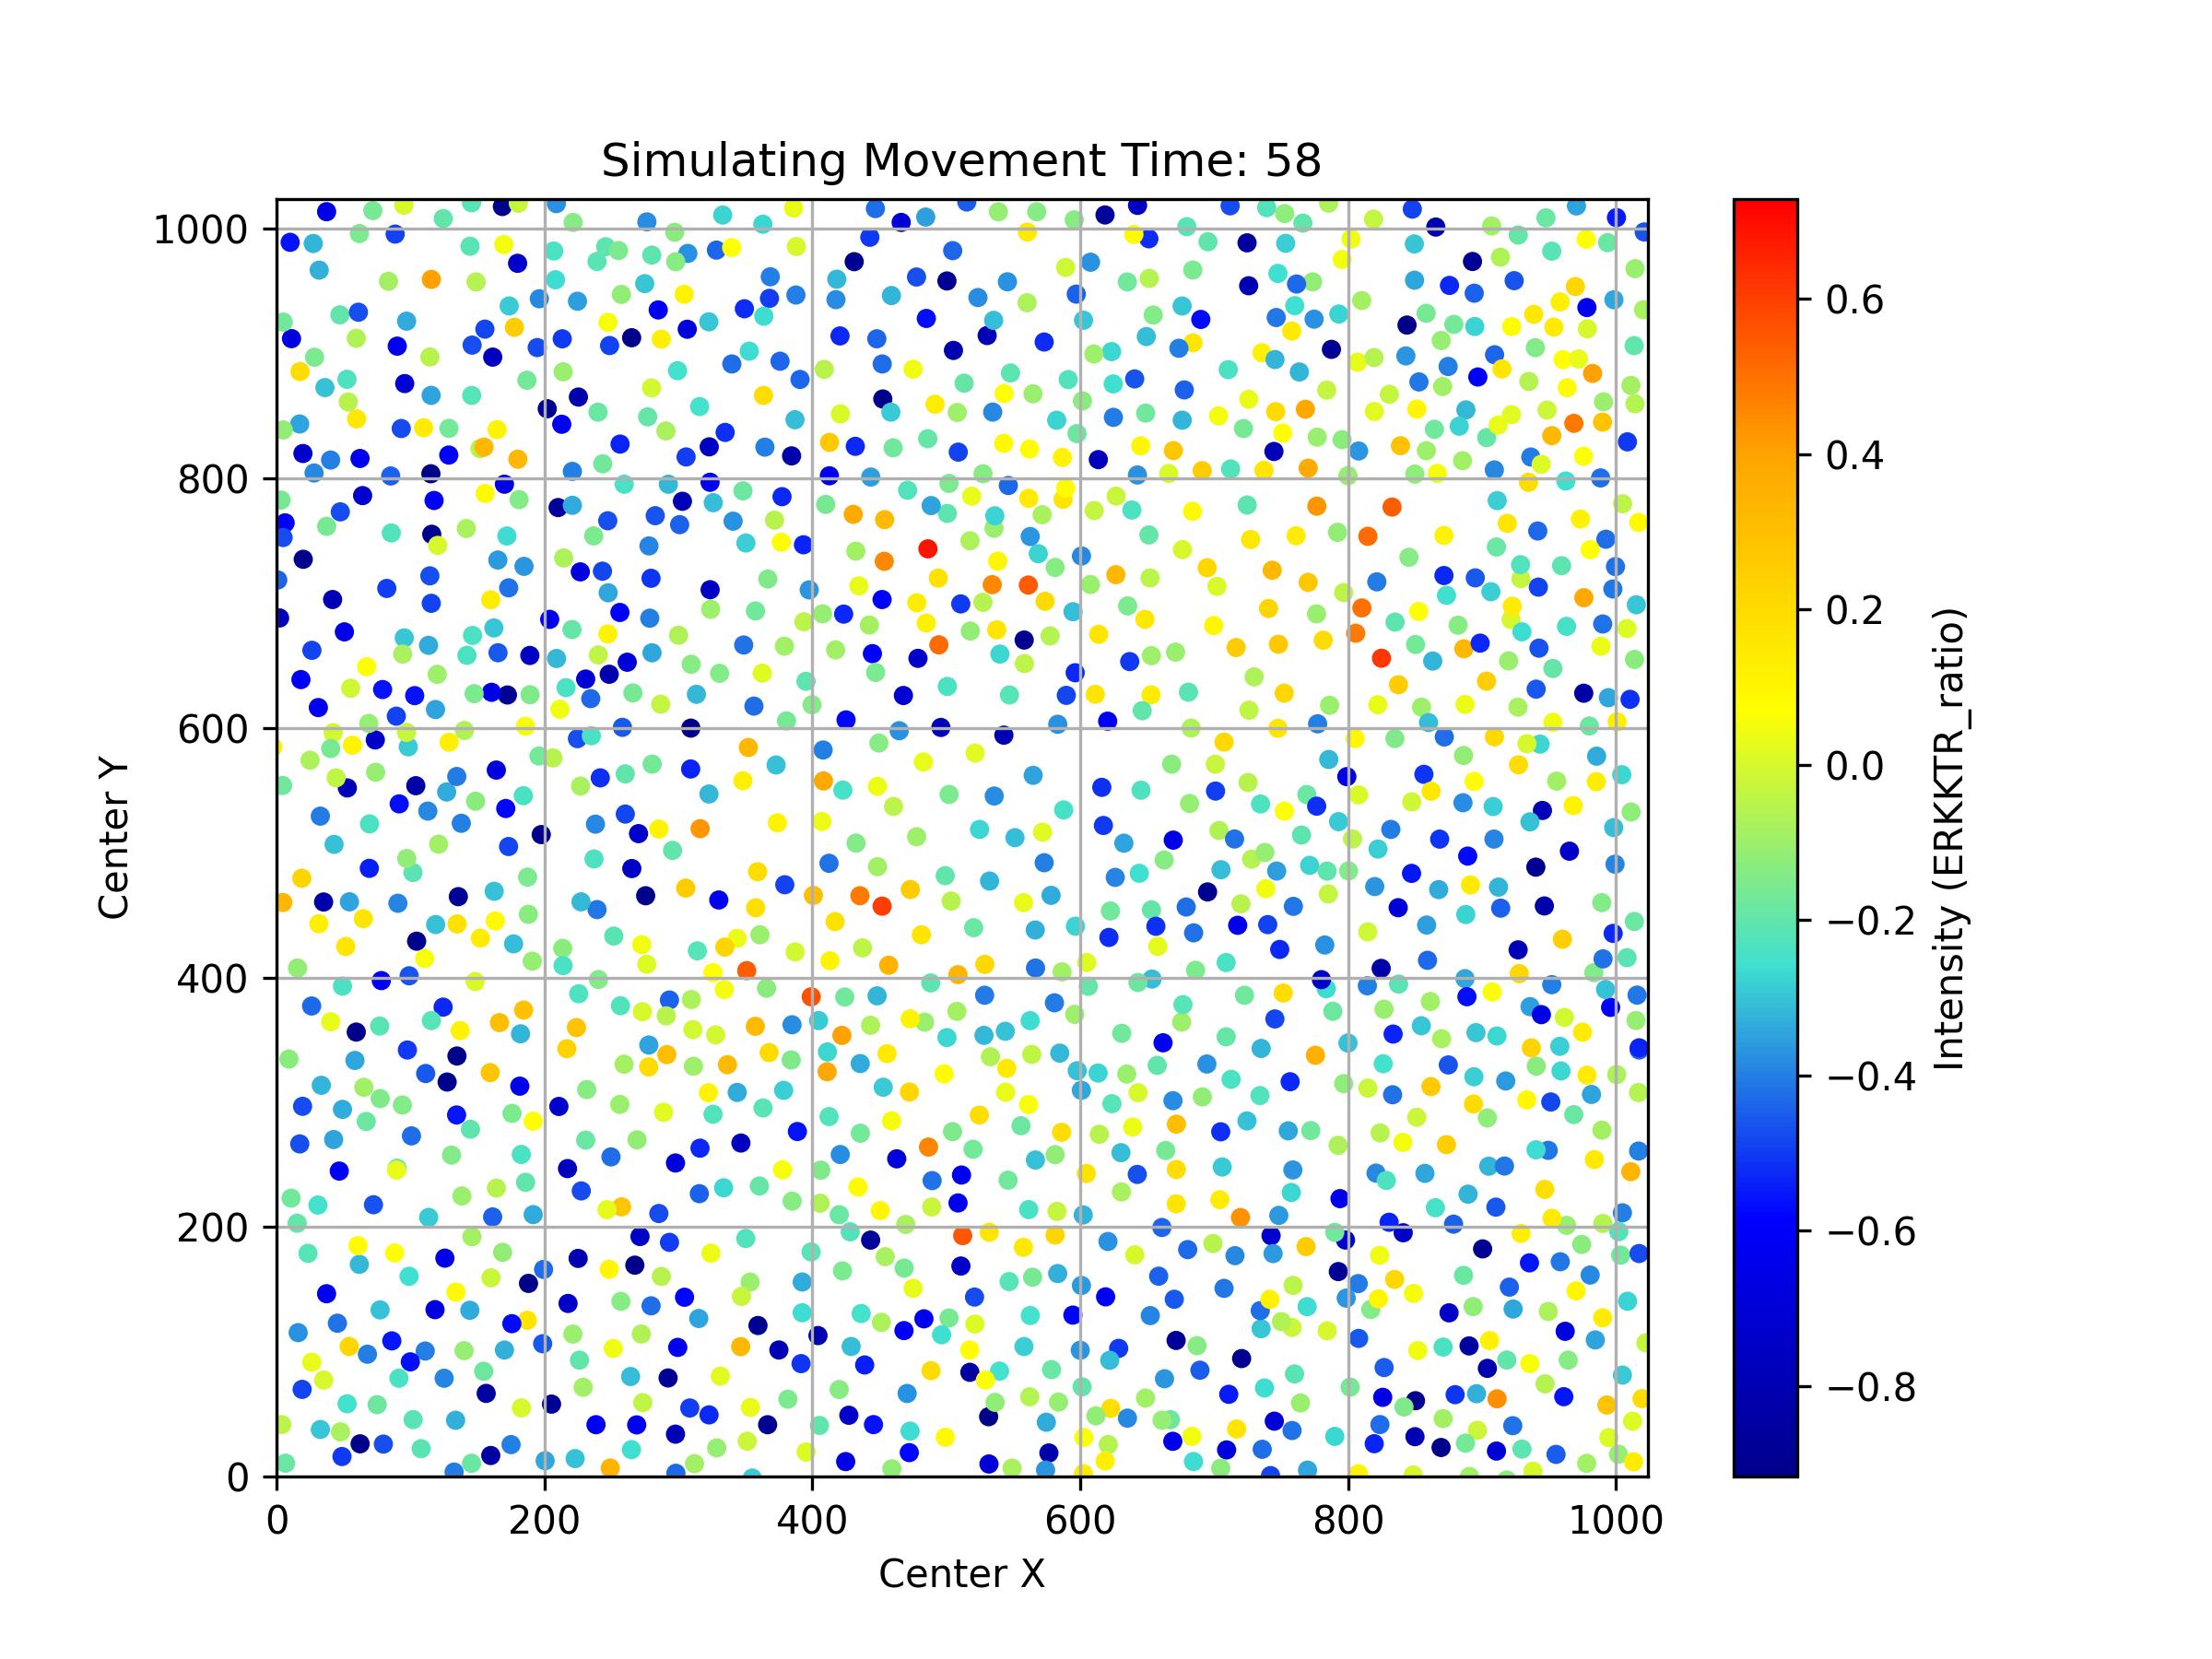 Simulating Movement Time: 58
1000
800
600
400
200
0
Center Y
0 200 400 600 800 1000
Center X
0.6
0.4
0.2
0.0
−0.2
−0.4
−0.6
−0.8
Intensity (ERKKTR_ratio)